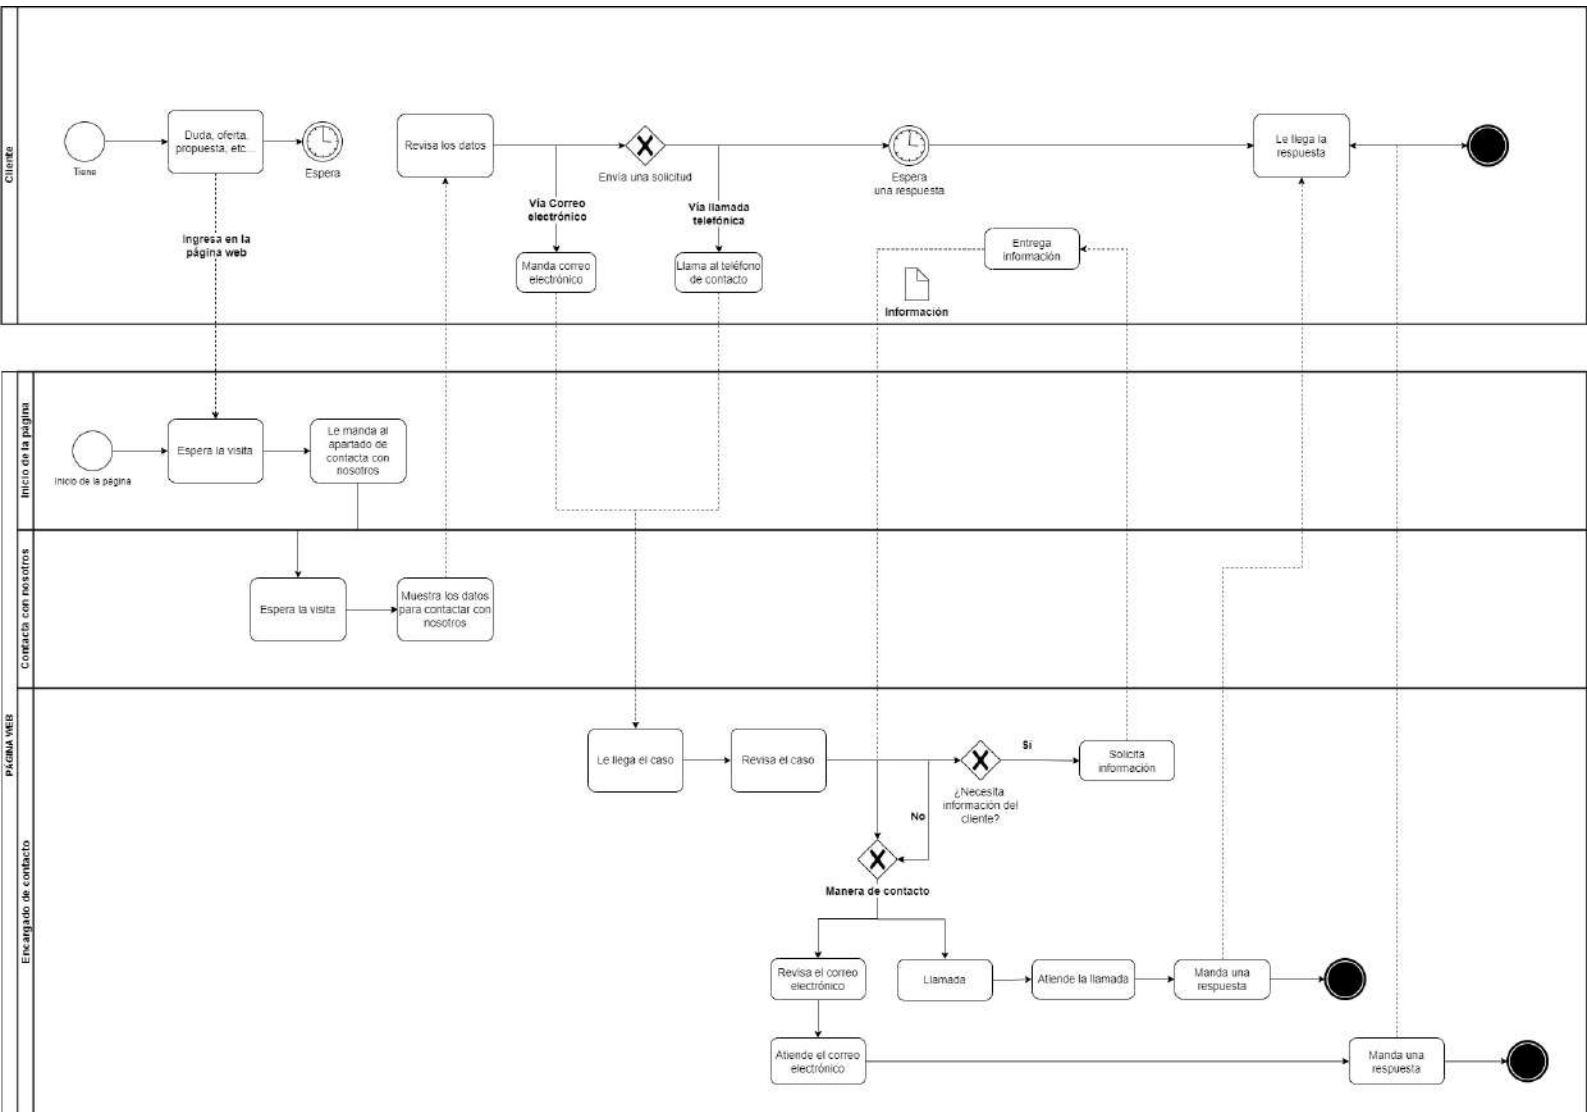 Cliente
Tiene
Duda, oferta,
propuesta, etc...
Espera
Ingresa en la
página web
Revisa los datos
Envía una solicitud
Vía Correo
electrónico
Manda correo
electrónico
Vía llamada
telefónica
Llama al teléfono
de contacto
Espera
una respuesta
Entrega
información
Información
Le llega la
respuesta
PÁGINA WEB
Inicio de la página
Inicio de la página
Espera la visita
Le manda al
apartado de
contacta con
nosotros
Contacta con nosotros
Espera la visita
Muestra los datos
para contactar con
nosotros
Encargado de contacto
Le llega el caso
Revisa el caso
¿Necesita
información del
cliente?
Sí
No
Solicita
información
Manera de contacto
Revisa el correo
electrónico
Llamada
Atiende la llamada
Manda una
respuesta
Atiende el correo
electrónico
Manda una
respuesta